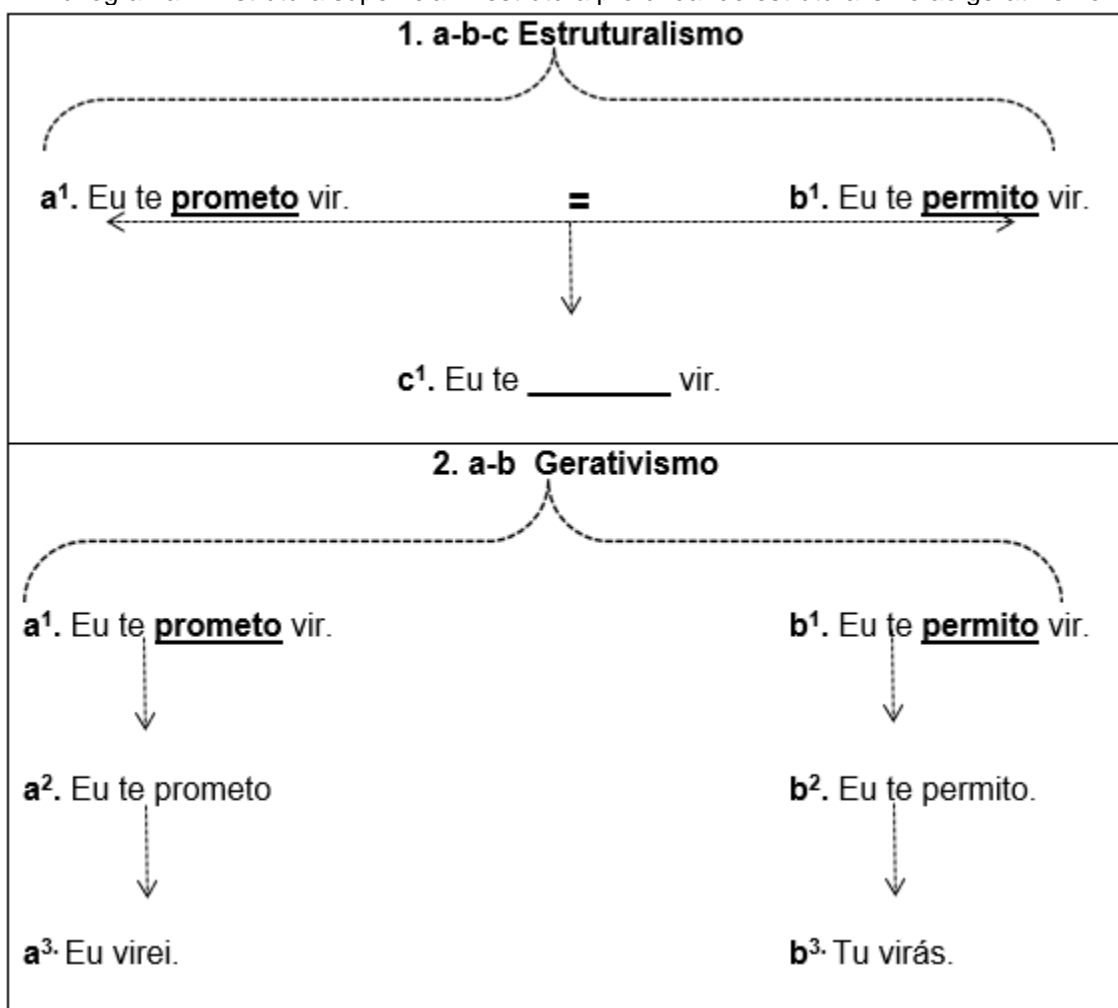 1. a-b-c Estruturalismo
a¹. Eu te prometo vir. = b¹. Eu te permito vir.
c¹. Eu te ________ vir.
2. a-b Gerativismo
a¹. Eu te prometo vir. b¹. Eu te permito vir.
a². Eu te prometo b². Eu te permito.
a³. Eu virei. b³. Tu virás.